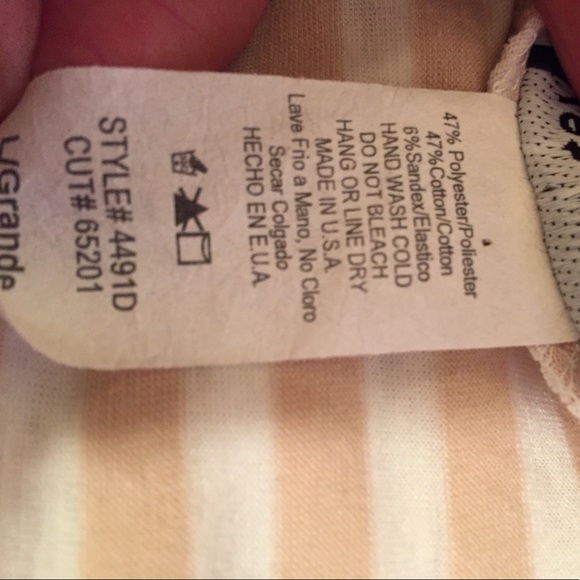 47% Polyester/Poliester
47%Cotton/Cotton
6%Sandex/Elastico
HAND WASH COLD
DO NOT BLEACH
HANG OR LINE DRY
MADE IN U.S.A.
Lave Frio a Mano, No Cloro
Secar Colgado
HECHO EN E.U.A.
STYLE# 4491D
CUT# 65201
L/Grande